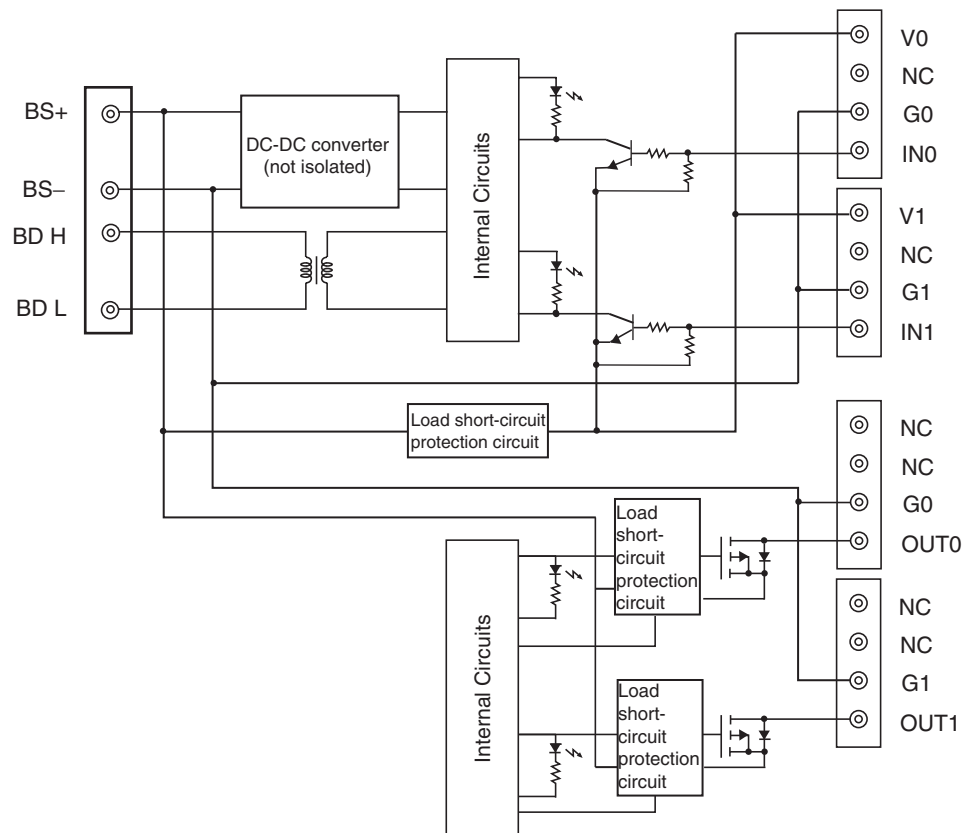 BS+
BS–
BD H
BD L
DC-DC converter
(not isolated)
Internal Circuits
V0
NC
G0
IN0
V1
NC
G1
IN1
Load short-circuit
protection circuit
NC
NC
G0
OUT0
NC
NC
G1
OUT1
Internal Circuits
Load
short-
circuit
protection
circuit
Load
short-
circuit
protection
circuit